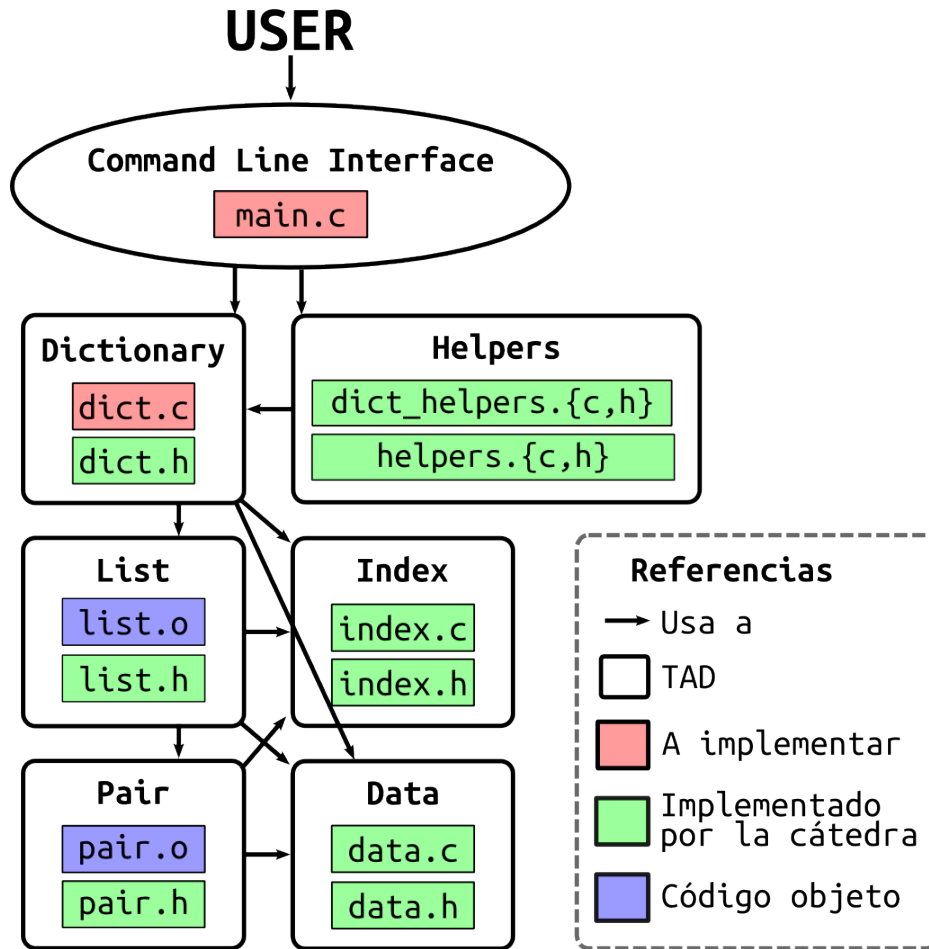 USER
Command Line Interface
main.c
Dictionary
dict.c
dict.h
Helpers
dict_helpers.{c,h}
helpers.{c,h}
List
list.o
list.h
Index
index.c
index.h
Pair
pair.o
pair.h
Data
data.c
data.h
Referencias
Usa a
TAD
A implementar
Implementado
por la cátedra
Código objeto